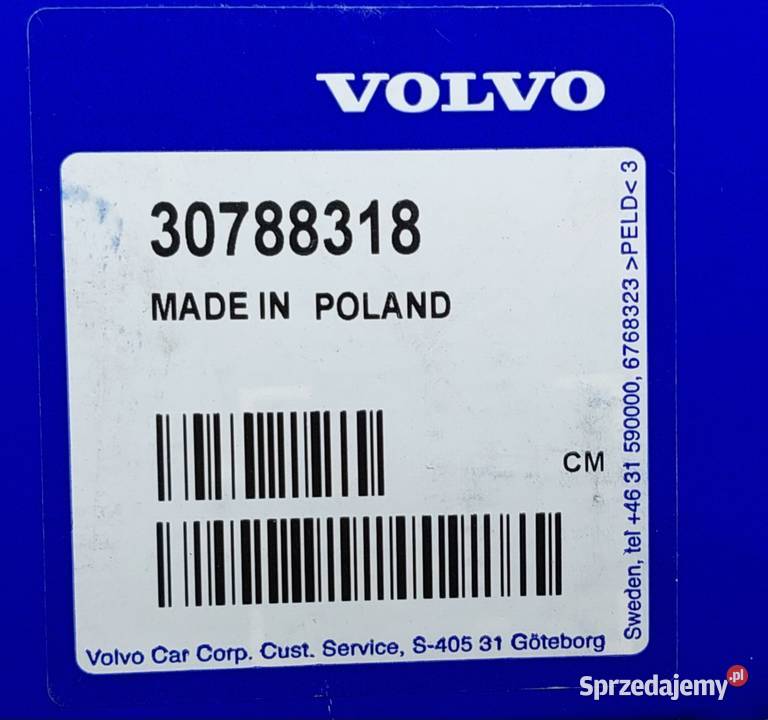 VOLVO
30788318
MADE IN POLAND
CM
Volvo Car Corp. Cust. Service, S-405 31 Göteborg
Sweden, tel +46 31 590000, 6768323 >PELD< 3
Sprzedajemy.pl